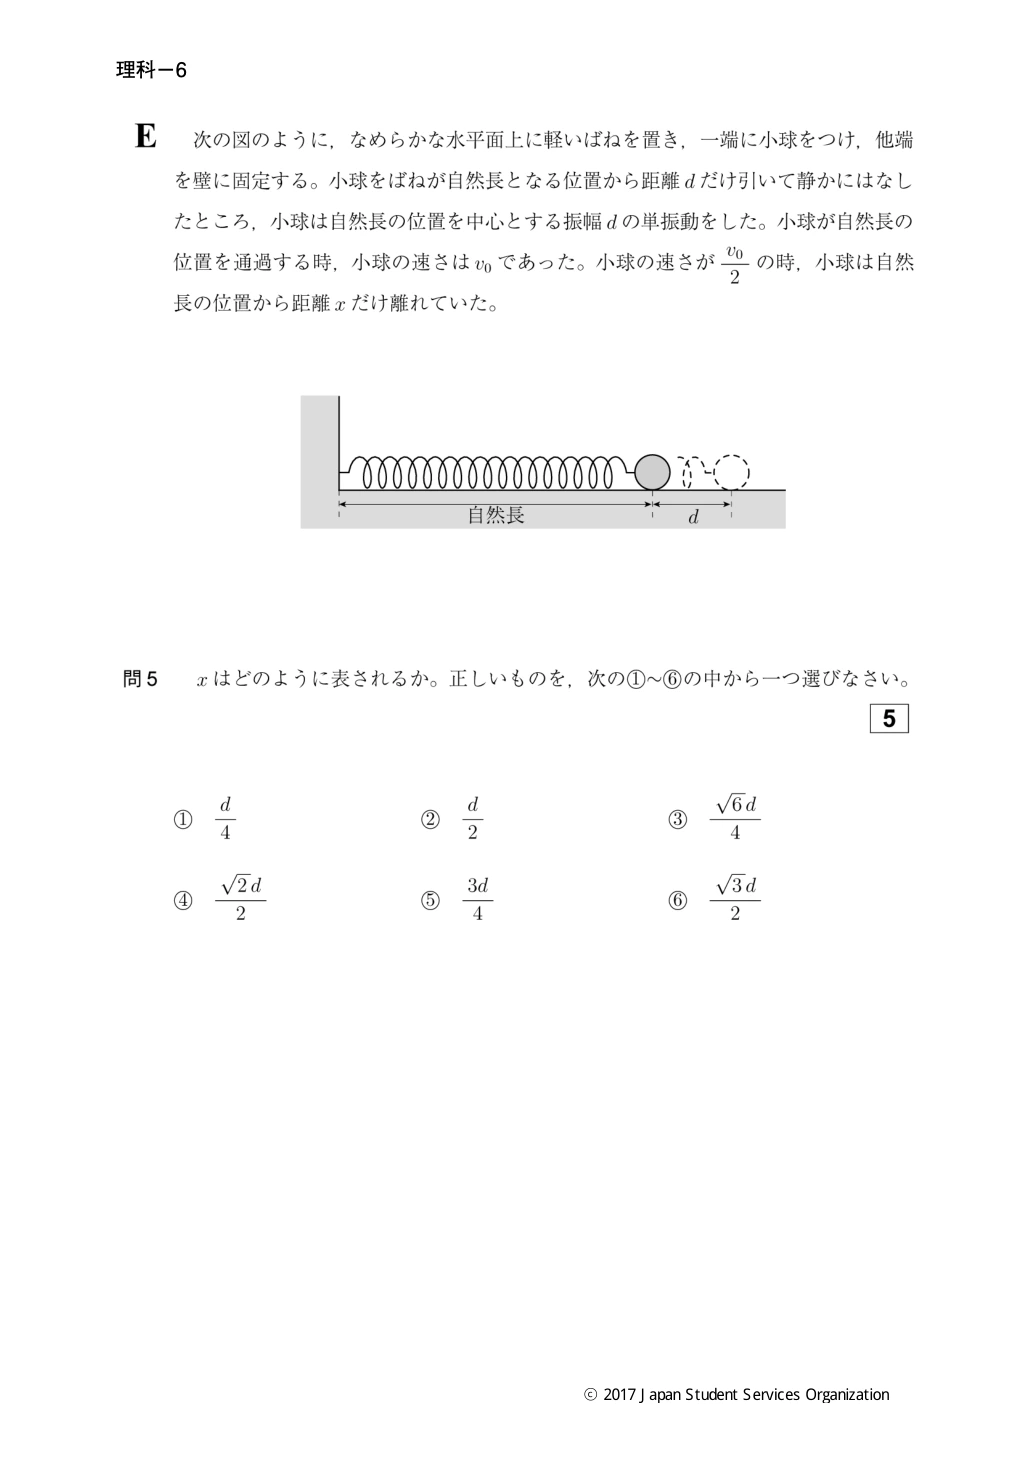 理科－6
E 次の図のように，なめらかな水平面上に軽いばねを置き，一端に小球をつけ，他端
を壁に固定する。小球をばねが自然長となる位置から距離 d だけ引いて静かにはなし
たところ，小球は自然長の位置を中心とする振幅 d の単振動をした。小球が自然長の
位置を通過する時，小球の速さは v₀ であった。小球の速さが v₀/2 の時，小球は自然
長の位置から距離 x だけ離れていた。
自然長 d
問5 x はどのように表されるか。正しいものを，次の①～⑥の中から一つ選びなさい。
5
① d/4 ② d/2 ③ √6d/4
④ √2d/2 ⑤ 3d/4 ⑥ √3d/2
© 2017 Japan Student Services Organization